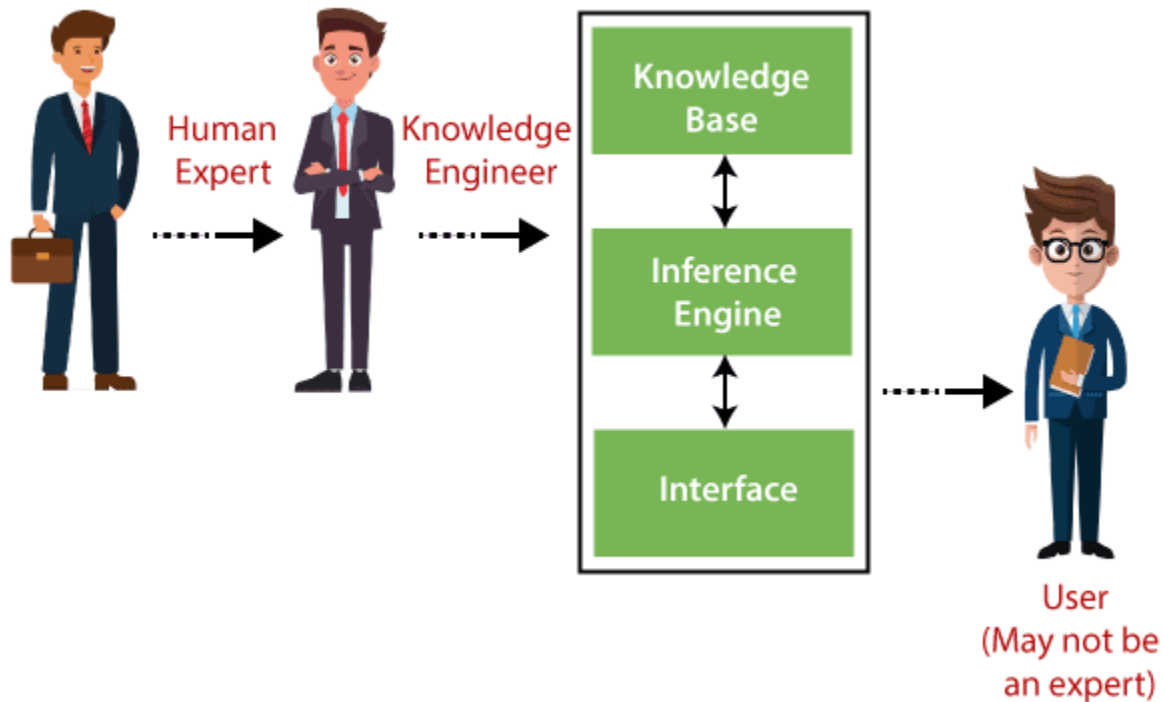 Human
Expert
Knowledge
Engineer
Knowledge
Base
Inference
Engine
Interface
User
(May not be
an expert)